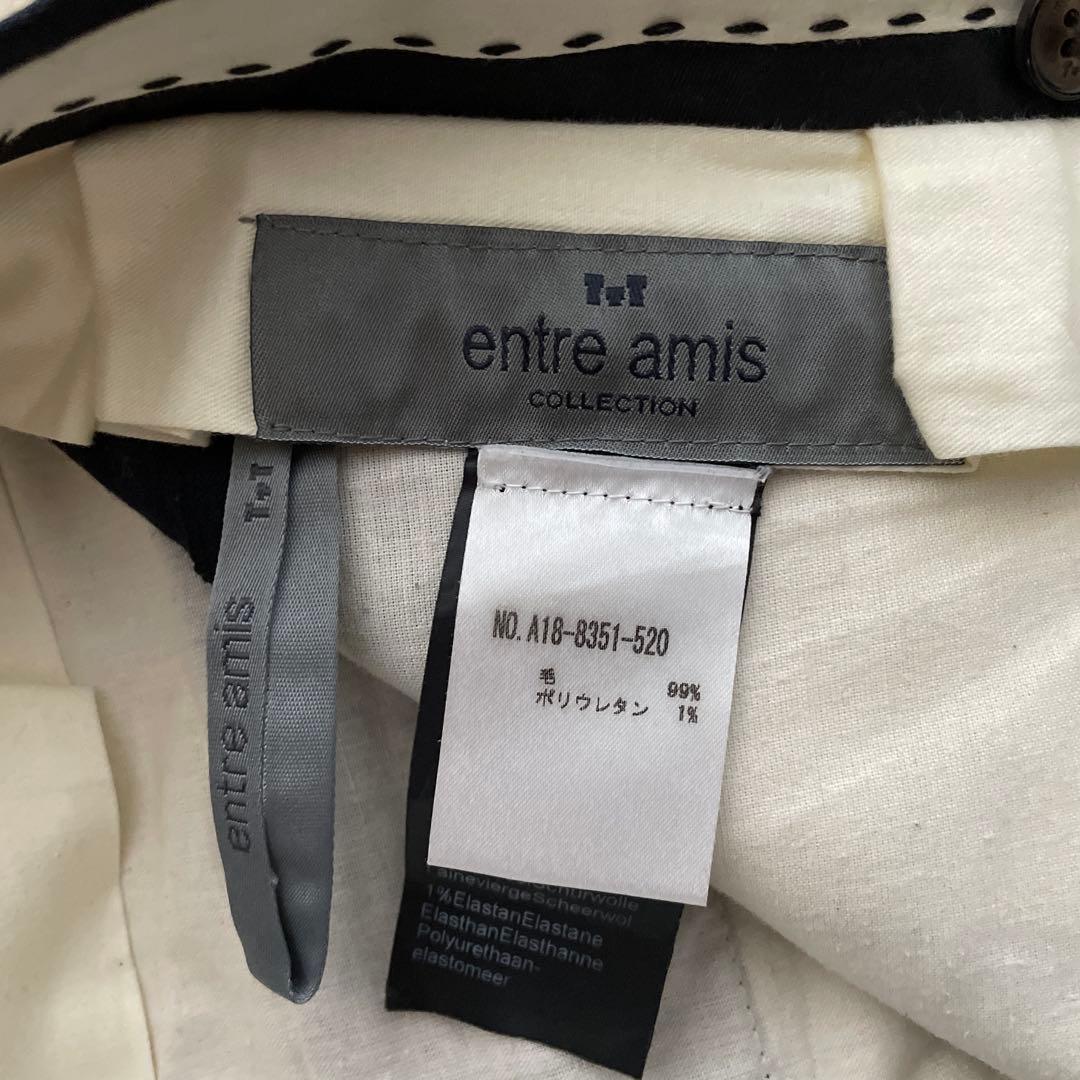 entre amis
COLLECTION
entre amis
NO. A18-8351-520
毛 99%
ポリウレタン 1%
LaineviergeScheerwol
1%ElastanElastane
ElasthanElasthanne
Polyurethaan-
elastomeer